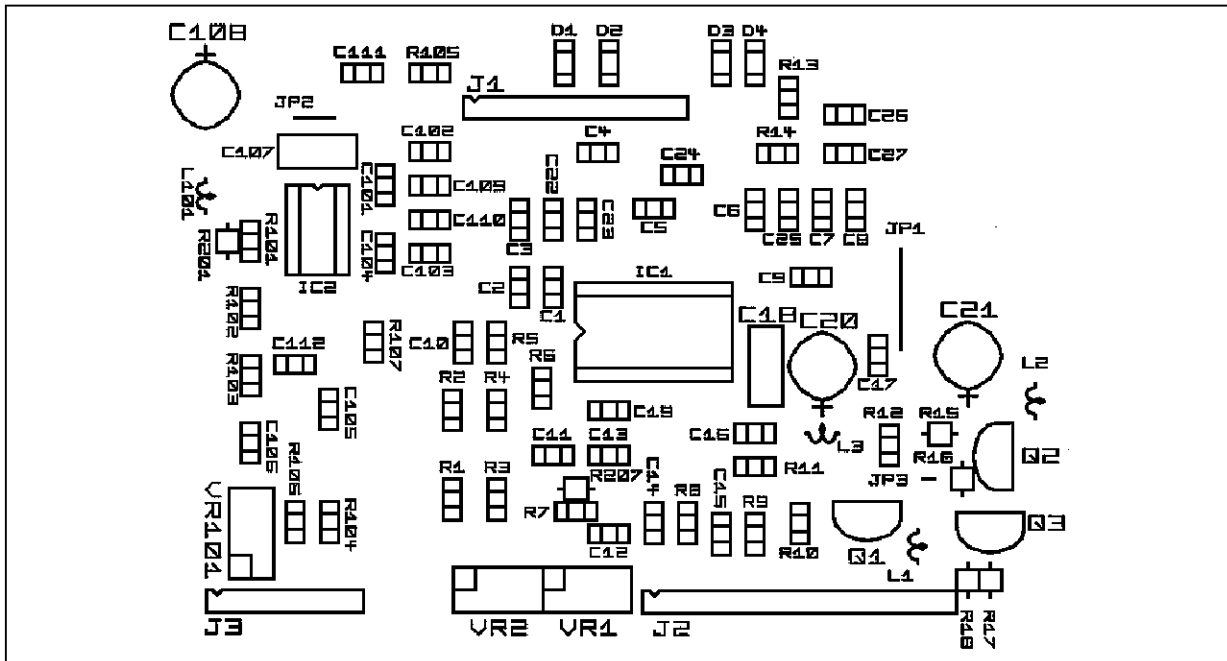 C108
D1 D2 D3 D4
C111 R105
R13
J1
JP2
C26
C102 C4 R14
C107 C24 C27
C101 C109 C22
L101
C110 C3 C23 C5 C6 C25 C7 C8
R201 R101 C104 C103 JP1
IC2 C2 C1 IC1 C9
R102 C18 C20 C21
C112 R107 C10 R5
R103 R6 C17 L2
R2 R4
C105 C19 R12 R15
C106 C11 C13 C16 L3 R16 Q2
R106 R1 R3 R207 C14 R8 C15 R9 R11 JP3
VR101 R104 R7 Q3
C12 R10 Q1
L1
J3 VR2 VR1 J2
R18 R17